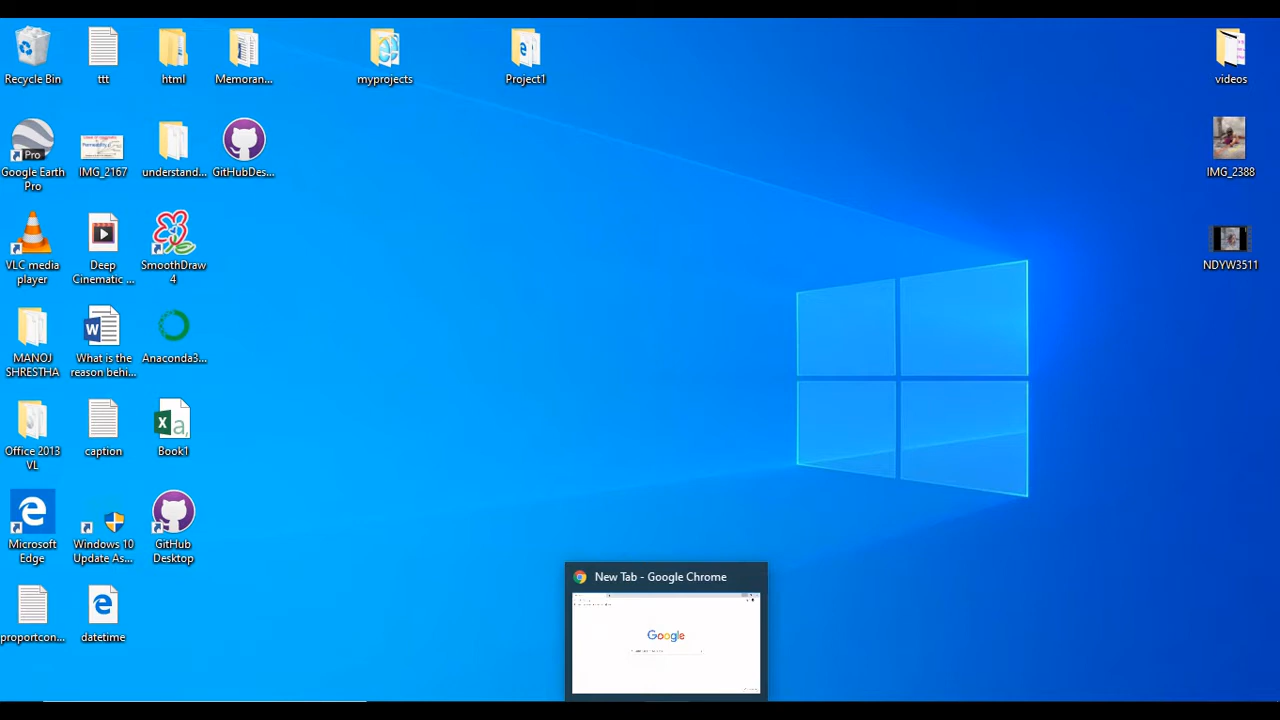 Recycle Bin
ttt
html
Memoran...
myprojects
Project1
videos
Pro
Google Earth
Pro
IMG_2167
understand...
GitHubDes...
IMG_2388
VLC media
player
Deep
Cinematic ...
SmoothDraw
4
NDYW3511
MANOJ
SHRESTHA
What is the
reason behi...
Anaconda3...
Office 2013
VL
caption
Book1
Microsoft
Edge
Windows 10
Update As...
GitHub
Desktop
New Tab - Google Chrome
Google
proportcon...
datetime